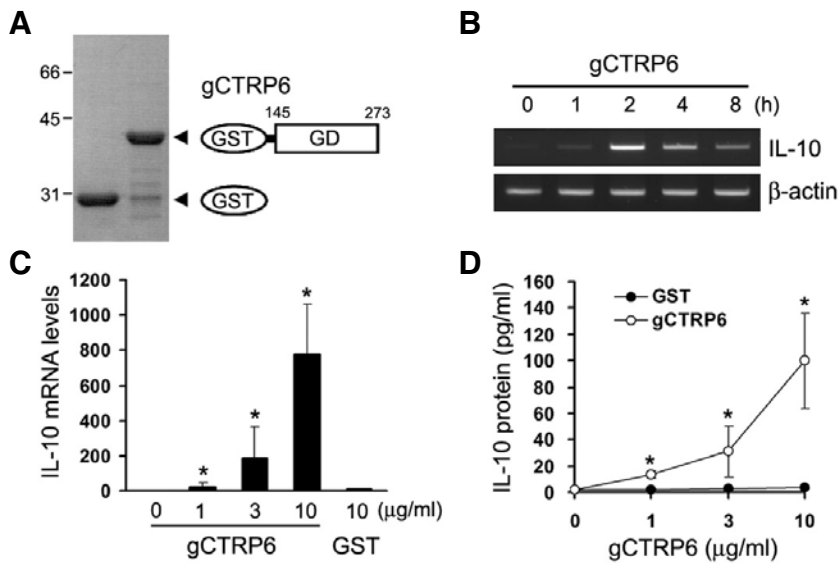 A
66
45
31
gCTRP6
145 273
GST GD
GST
B
gCTRP6
0 1 2 4 8 (h)
IL-10
β-actin
C
IL-10 mRNA levels
1200
1000
800
600
400
200
0
* * *
0 1 3 10 10 (μg/ml)
gCTRP6 GST
D
IL-10 protein (pg/ml)
160
140
120
100
80
60
40
20
0
GST
gCTRP6
* * *
0 1 3 10
gCTRP6 (μg/ml)